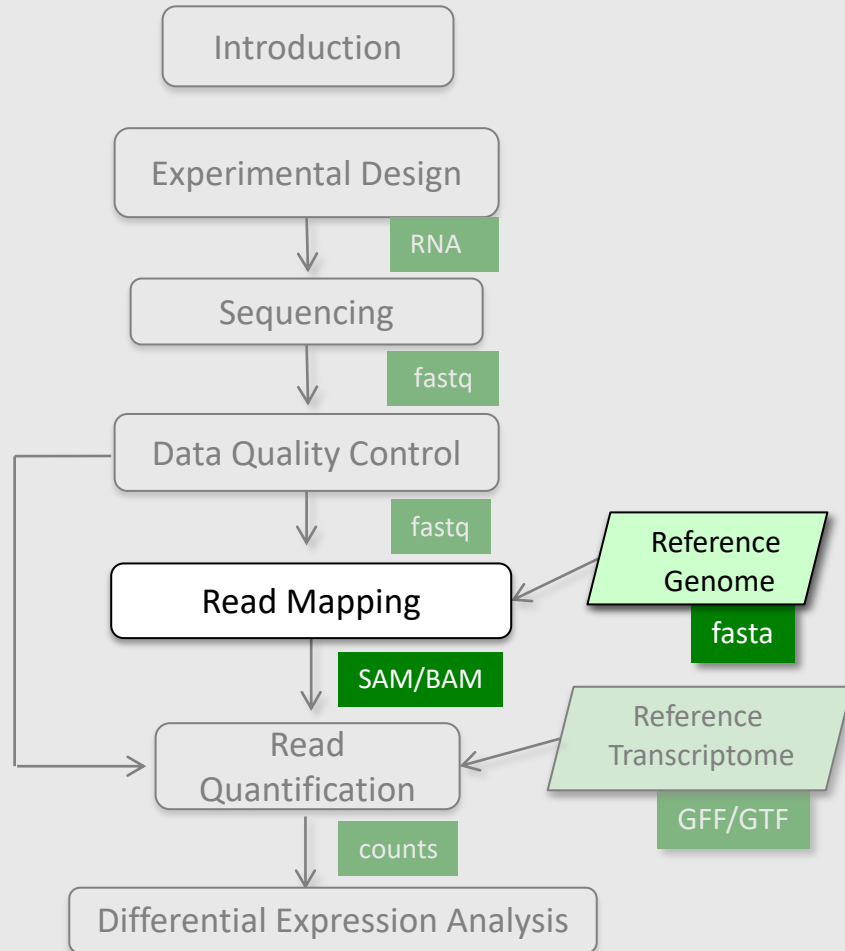 Introduction
Experimental Design
RNA
Sequencing
fastq
Data Quality Control
fastq
Reference
Genome
Read Mapping
fasta
SAM/BAM
Reference
Transcriptome
Read
Quantification
GFF/GTF
counts
Differential Expression Analysis